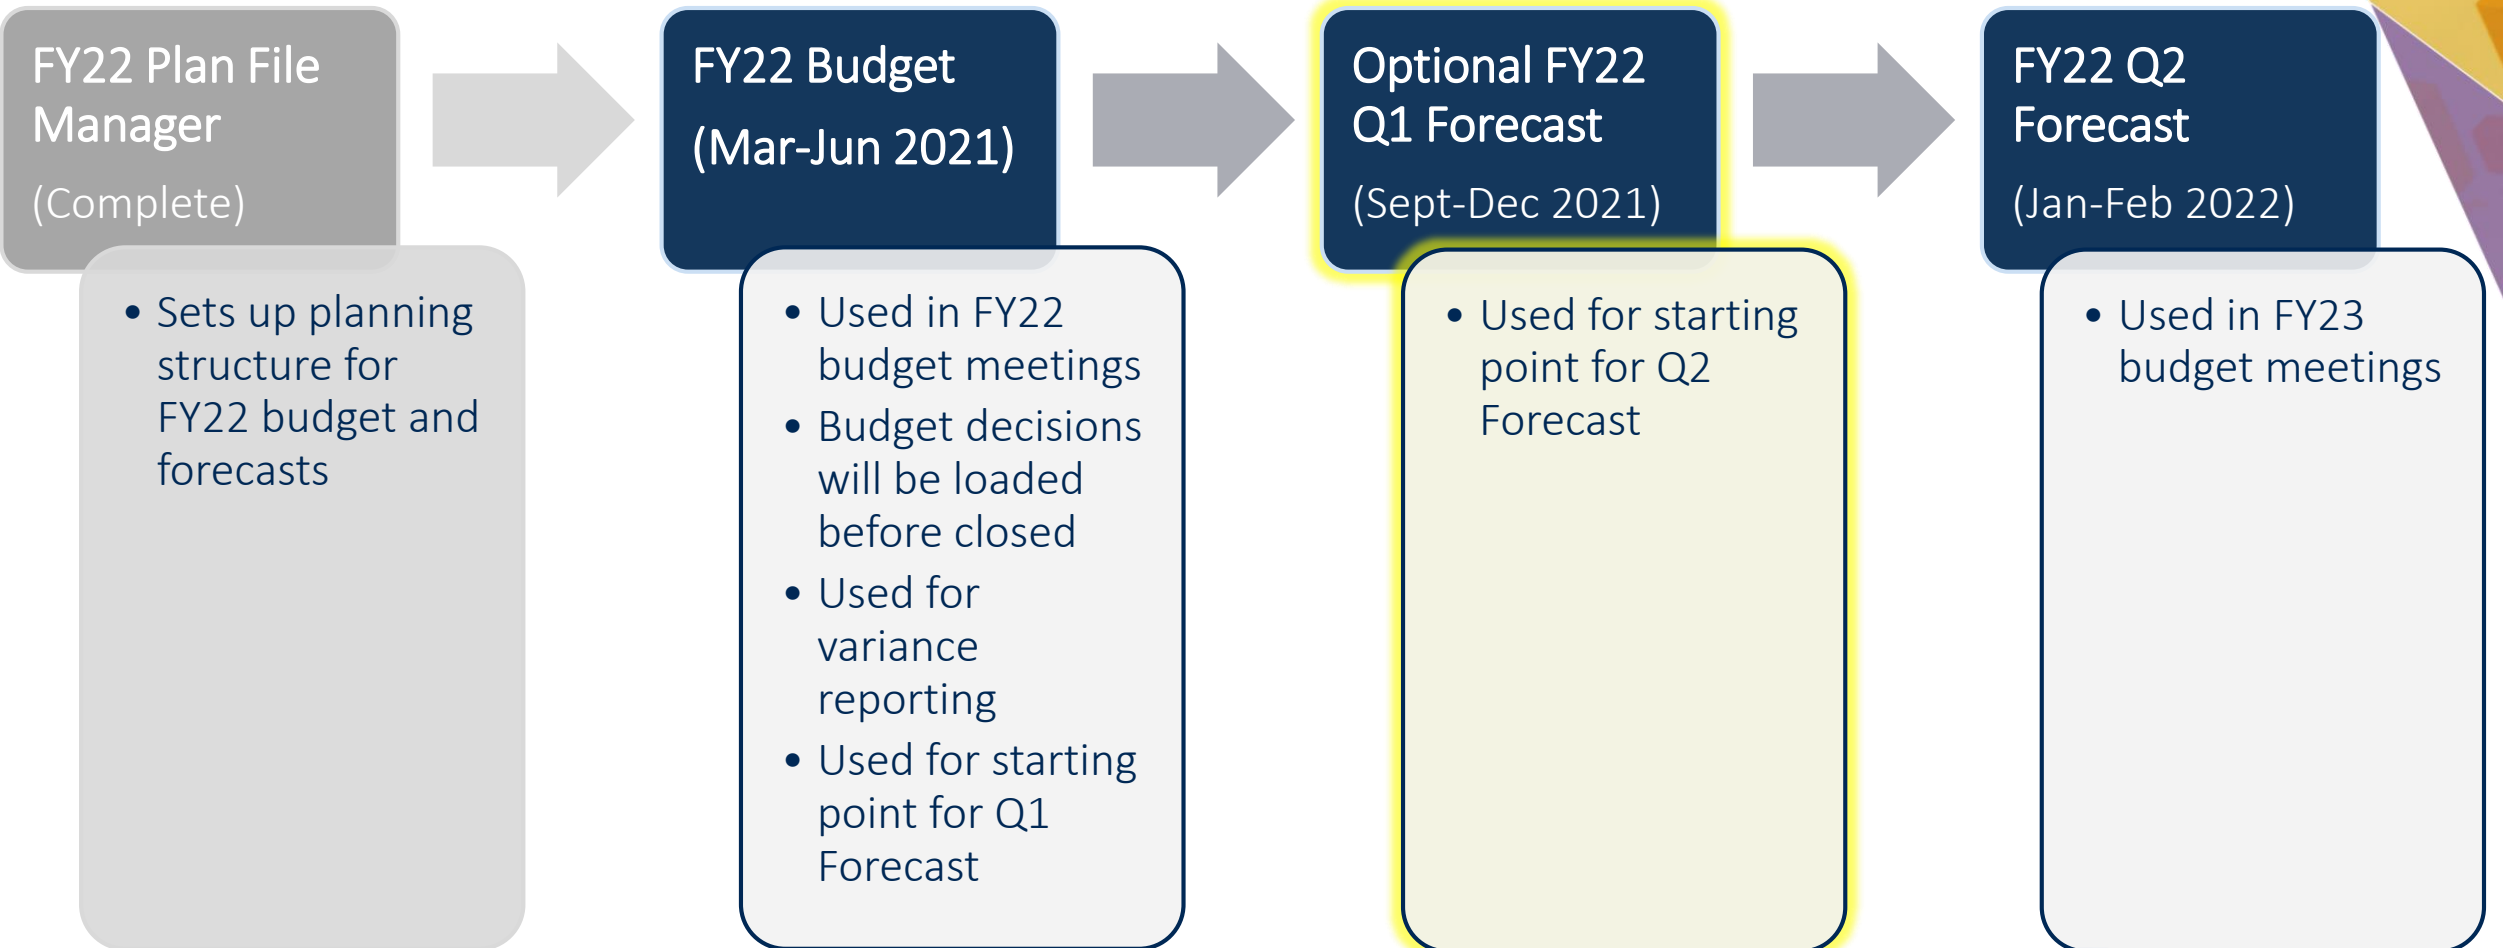 FY22 Plan File
Manager
(Complete)
• Sets up planning
structure for
FY22 budget and
forecasts
FY22 Budget
(Mar-Jun 2021)
• Used in FY22
budget meetings
• Budget decisions
will be loaded
before closed
• Used for
variance
reporting
• Used for starting
point for Q1
Forecast
Optional FY22
Q1 Forecast
(Sept-Dec 2021)
• Used for starting
point for Q2
Forecast
FY22 Q2
Forecast
(Jan-Feb 2022)
• Used in FY23
budget meetings